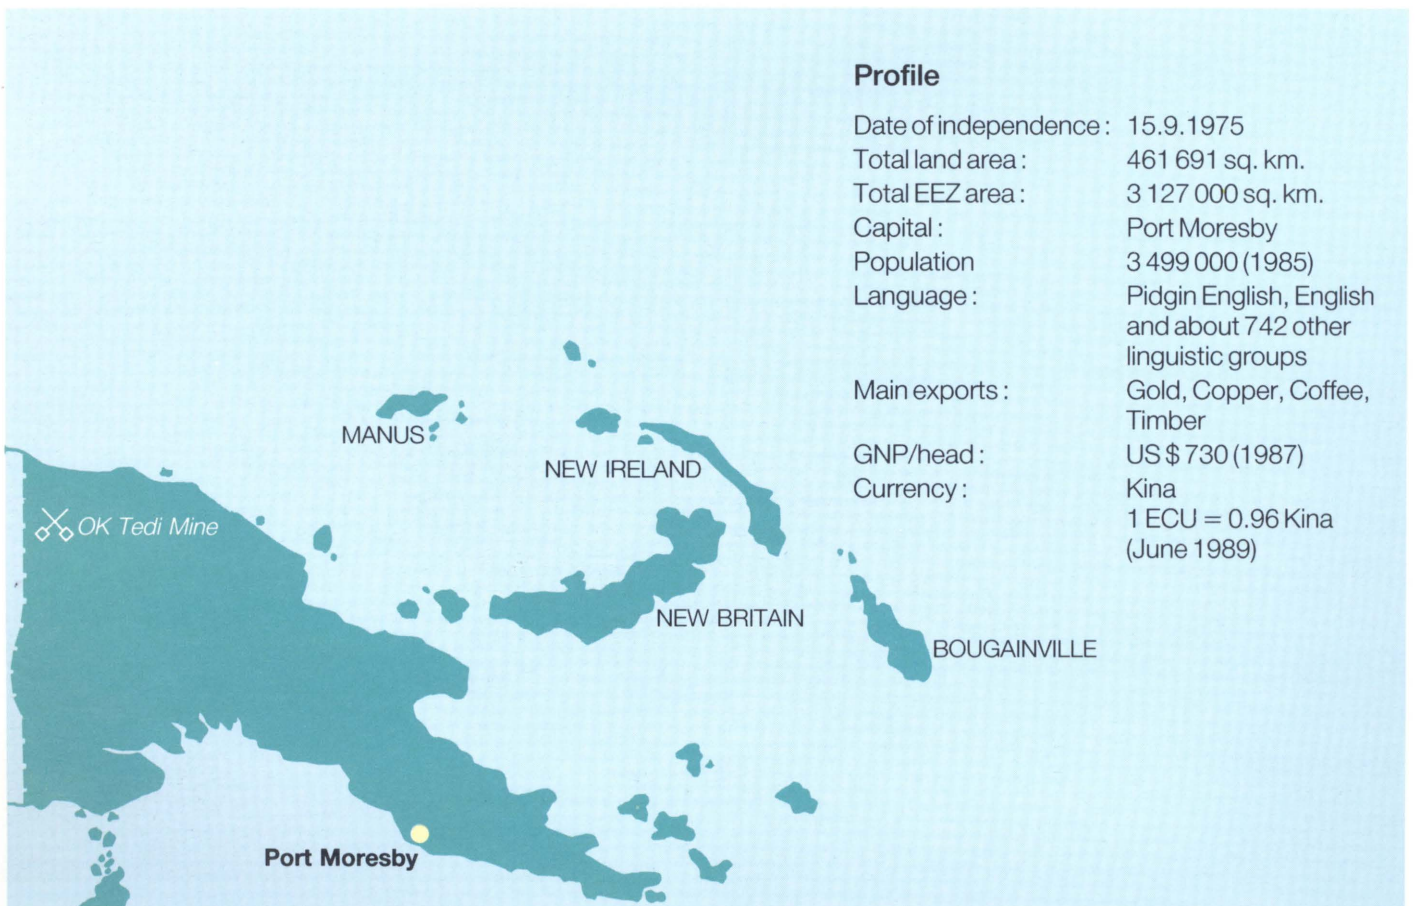 Profile
Date of independence : 15.9.1975
Total land area : 461 691 sq. km.
Total EEZ area : 3 127 000 sq. km.
Capital : Port Moresby
Population 3 499 000 (1985)
Language : Pidgin English, English
and about 742 other
linguistic groups
Main exports : Gold, Copper, Coffee,
Timber
GNP/head : US $ 730 (1987)
Currency : Kina
1 ECU = 0.96 Kina
(June 1989)
MANUS
NEW IRELAND
OK Tedi Mine
NEW BRITAIN
BOUGAINVILLE
Port Moresby